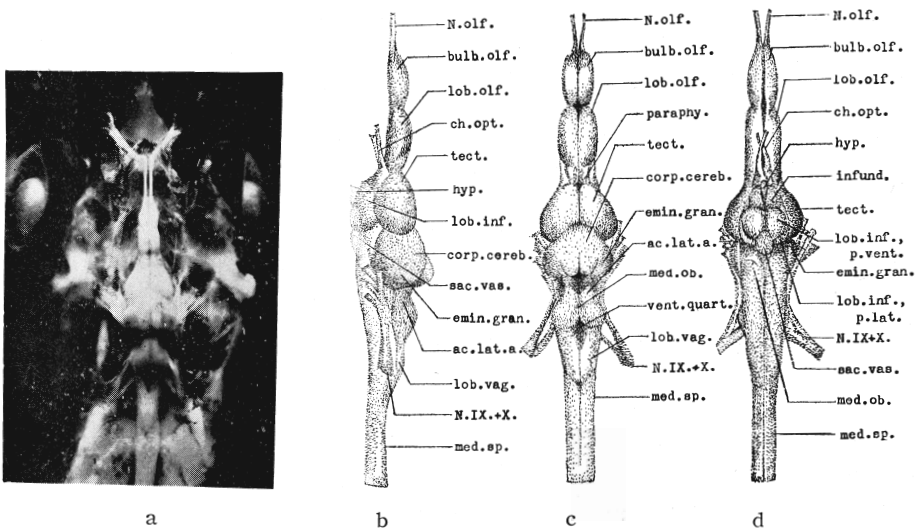 N.olf.
bulb.olf.
lob.olf.
ch.opt.
tect.
hyp.
lob.inf.
corp.cereb.
sac.vas.
emin.gran.
ac.lat.a.
lob.vag.
N.IX.+X.
med.sp.
N.olf.
bulb.olf.
lob.olf.
paraphy.
tect.
corp.cereb.
emin.gran.
ac.lat.a.
med.ob.
vent.quart.
lob.vag.
N.IX.+X.
med.sp.
N.olf.
bulb.olf.
lob.olf.
ch.opt.
hyp.
infund.
tect.
lob.inf.,
p.vent.
emin.gran.
lob.inf.,
p.lat.
N.IX+X.
sac.vas.
med.ob.
med.sp.
a
b
c
d